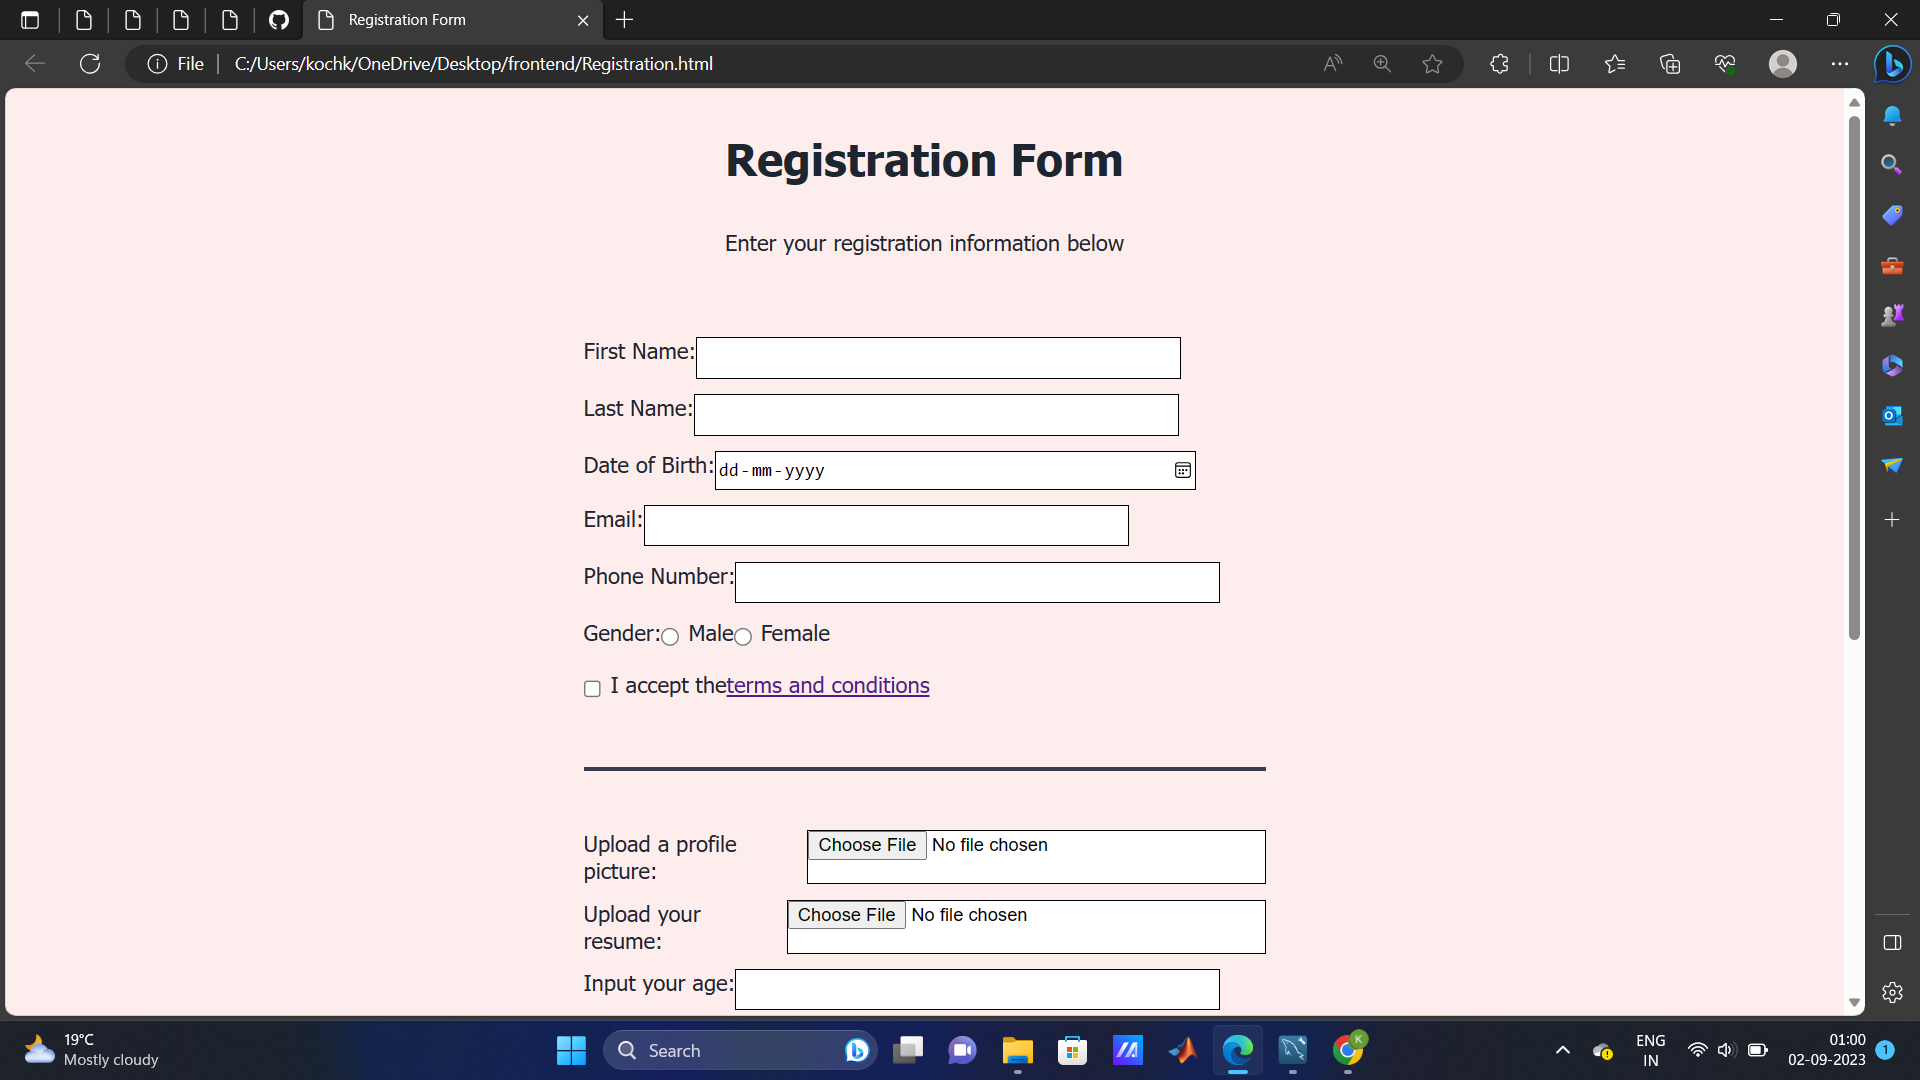 Registration Form
File
C:/Users/kochk/OneDrive/Desktop/frontend/Registration.html
Registration Form
Enter your registration information below
First Name:
Last Name:
Date of Birth: dd-mm-yyyy
Email:
Phone Number:
Gender: Male Female
I accept the terms and conditions
Upload a profile
picture:
Choose File No file chosen
Upload your
resume:
Choose File No file chosen
Input your age:
19°C
Mostly cloudy
Search
K
ENG
IN
01:00
02-09-2023
1